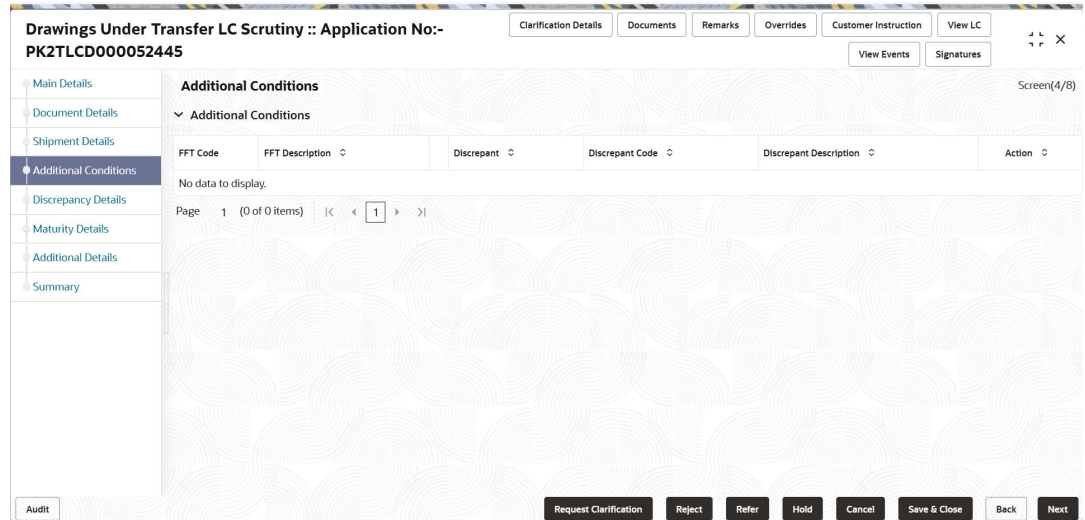 Drawings Under Transfer LC Scrutiny :: Application No:-
PK2TLCD000052445
Clarification Details Documents Remarks Overrides Customer Instruction View LC
View Events Signatures
Main Details
Document Details
Shipment Details
Additional Conditions
Discrepancy Details
Maturity Details
Additional Details
Summary
Additional Conditions Screen(4/8)
Additional Conditions
FFT Code FFT Description Discrepant Discrepant Code Discrepant Description Action
No data to display.
Page 1 (0 of 0 items) 1
Audit Request Clarification Reject Refer Hold Cancel Save & Close Back Next